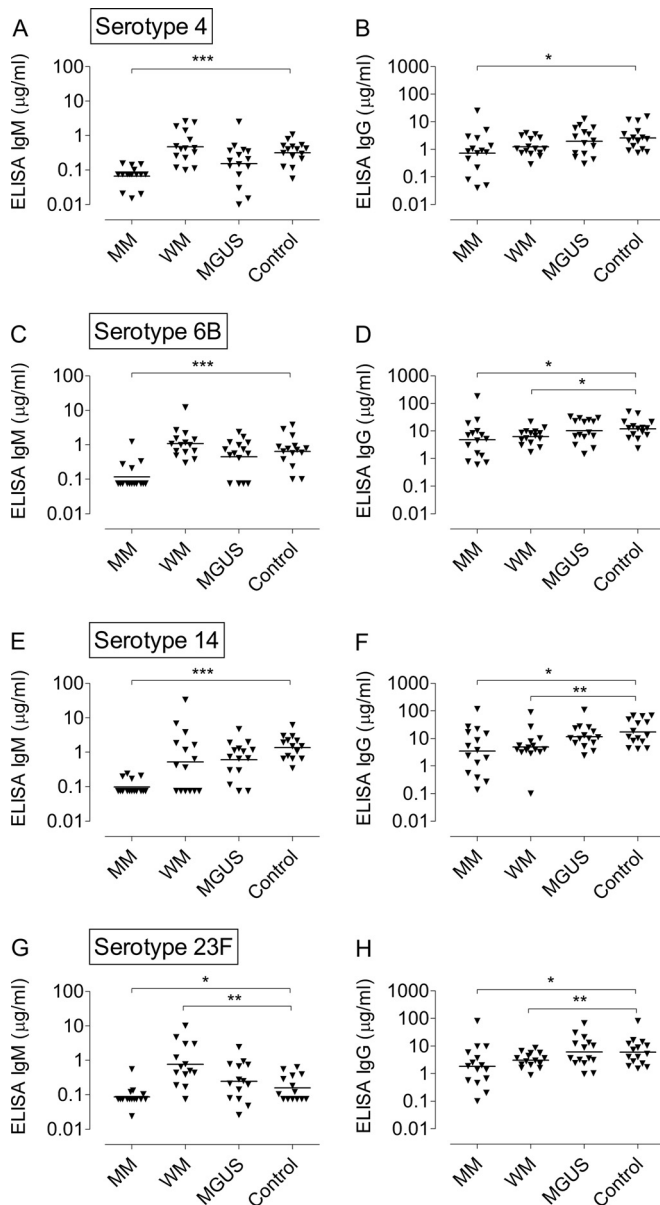 A
Serotype 4
ELISA IgM (μg/ml)
100
10
1
0.1
0.01
***
MM
WM
MGUS
Control
B
ELISA IgG (μg/ml)
1000
100
10
1
0.1
0.01
*
MM
WM
MGUS
Control
C
Serotype 6B
ELISA IgM (μg/ml)
100
10
1
0.1
0.01
***
MM
WM
MGUS
Control
D
ELISA IgG (μg/ml)
1000
100
10
1
0.1
0.01
*
*
MM
WM
MGUS
Control
E
Serotype 14
ELISA IgM (μg/ml)
100
10
1
0.1
0.01
***
MM
WM
MGUS
Control
F
ELISA IgG (μg/ml)
1000
100
10
1
0.1
0.01
*
**
MM
WM
MGUS
Control
G
Serotype 23F
ELISA IgM (μg/ml)
100
10
1
0.1
0.01
*
**
MM
WM
MGUS
Control
H
ELISA IgG (μg/ml)
1000
100
10
1
0.1
0.01
*
**
MM
WM
MGUS
Control